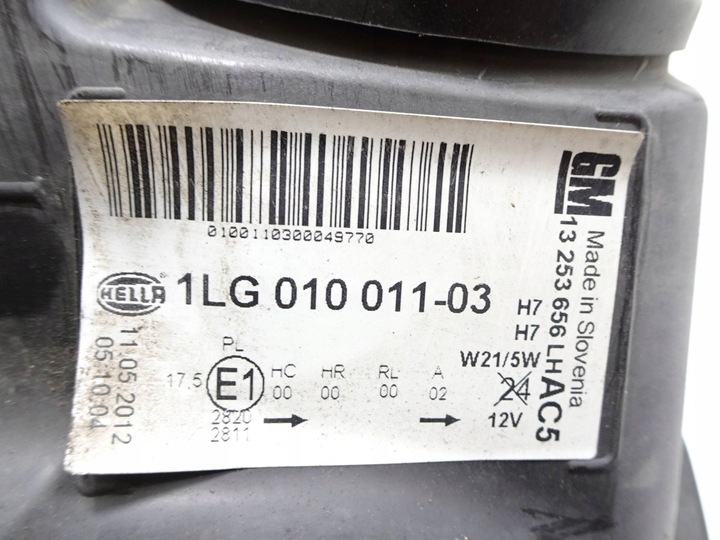 0100110300049770
HELLA 1LG 010 011-03
11.05.2012
05:10:04
PL
17.5 E1
HC HR RL A
00 00 00 02
2820
2811
H7
H7
W21/5W
24
12V
GM
13 253 656 LH AC5
Made in Slovenia